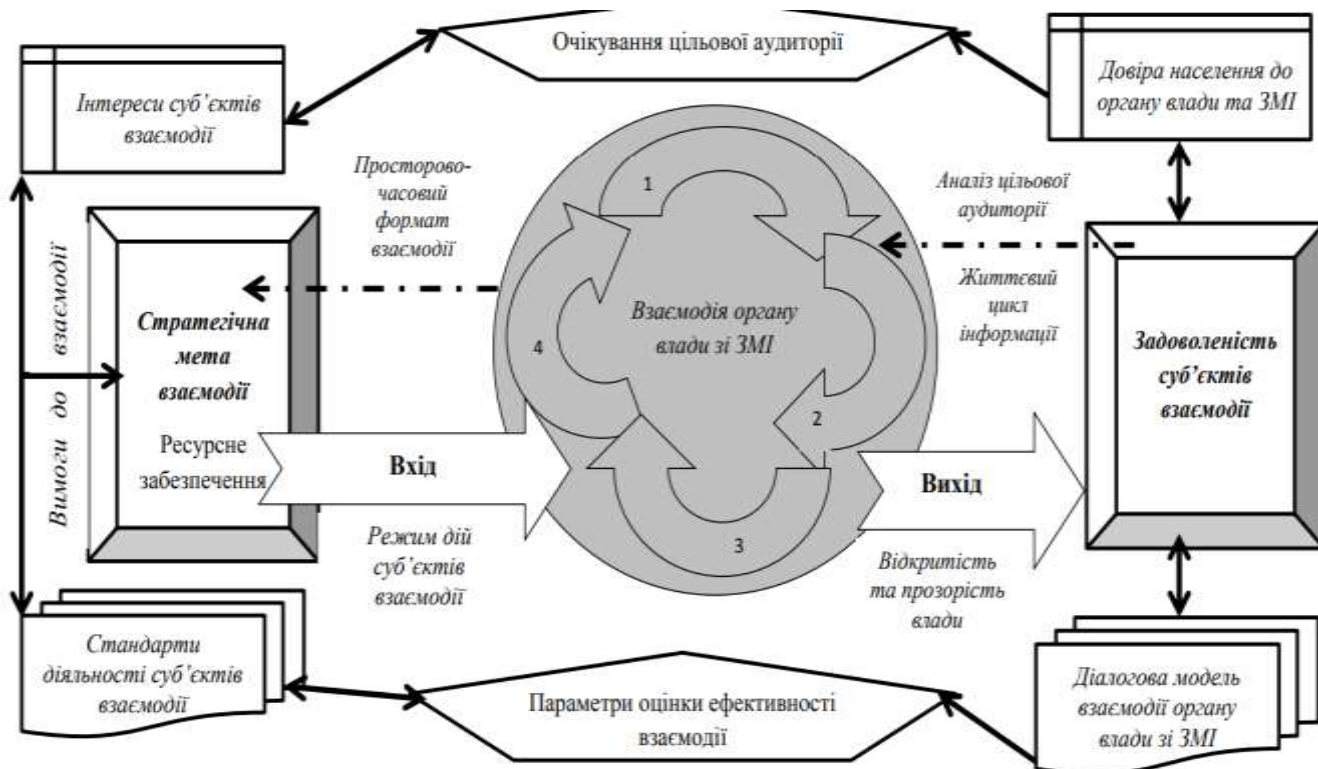 Очікування цільової аудиторії
Інтереси суб’єктів
взаємодії
Довіра населення до
органу влади та ЗМІ
Просторово-
часовий
формат
взаємодії
1
Аналіз цільової
аудиторії
Життєвий
цикл
інформації
Вимоги до взаємодії
Стратегічна
мета
взаємодії
Ресурсне
забезпечення
4
Взаємодія органу
влади зі ЗМІ
2
3
Задоволеність
суб’єктів
взаємодії
Вхід
Вихід
Режим дій
суб’єктів
взаємодії
Відкритість
та прозорість
влади
Стандарти
діяльності суб’єктів
взаємодії
Параметри оцінки ефективності
взаємодії
Діалогова модель
взаємодії органу
влади зі ЗМІ